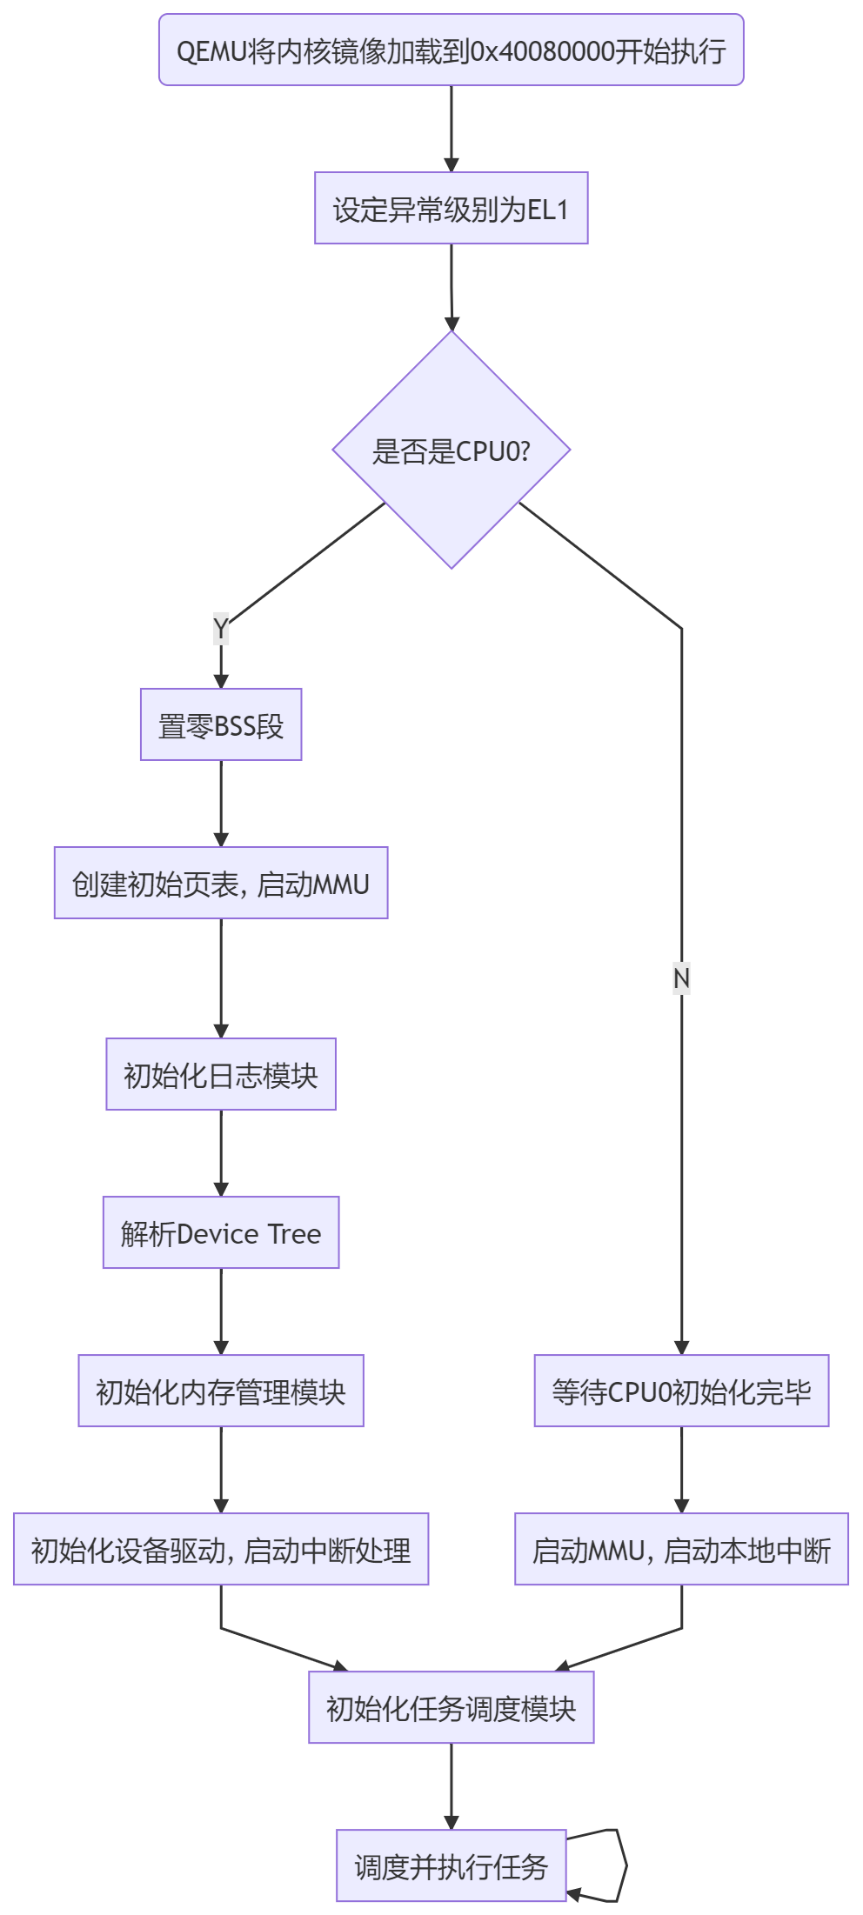 QEMU将内核镜像加载到0x40080000开始执行
设定异常级别为EL1
是否是CPU0?
Y
置零BSS段
创建初始页表, 启动MMU
N
初始化日志模块
解析Device Tree
初始化内存管理模块
等待CPU0初始化完毕
初始化设备驱动, 启动中断处理
启动MMU, 启动本地中断
初始化任务调度模块
调度并执行任务